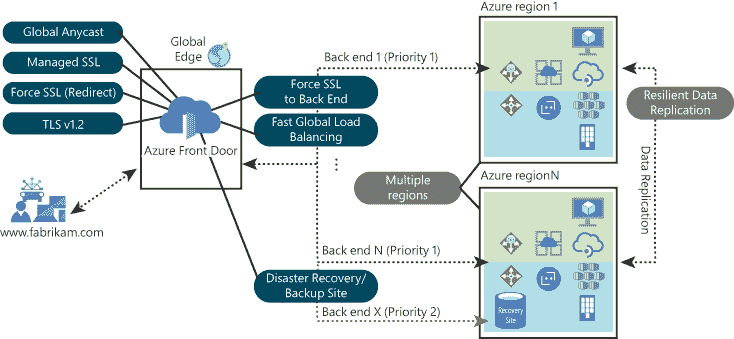 Global Anycast
Managed SSL
Force SSL (Redirect)
TLS v1.2
Global
Edge
Azure Front Door
www.fabrikam.com
Force SSL
to Back End
Fast Global Load
Balancing
Disaster Recovery/
Backup Site
Back end 1 (Priority 1)
Multiple
regions
Back end N (Priority 1)
Back end X (Priority 2)
Azure region 1
Azure regionN
Recovery
Site
Resilient Data
Replication
Data Replication